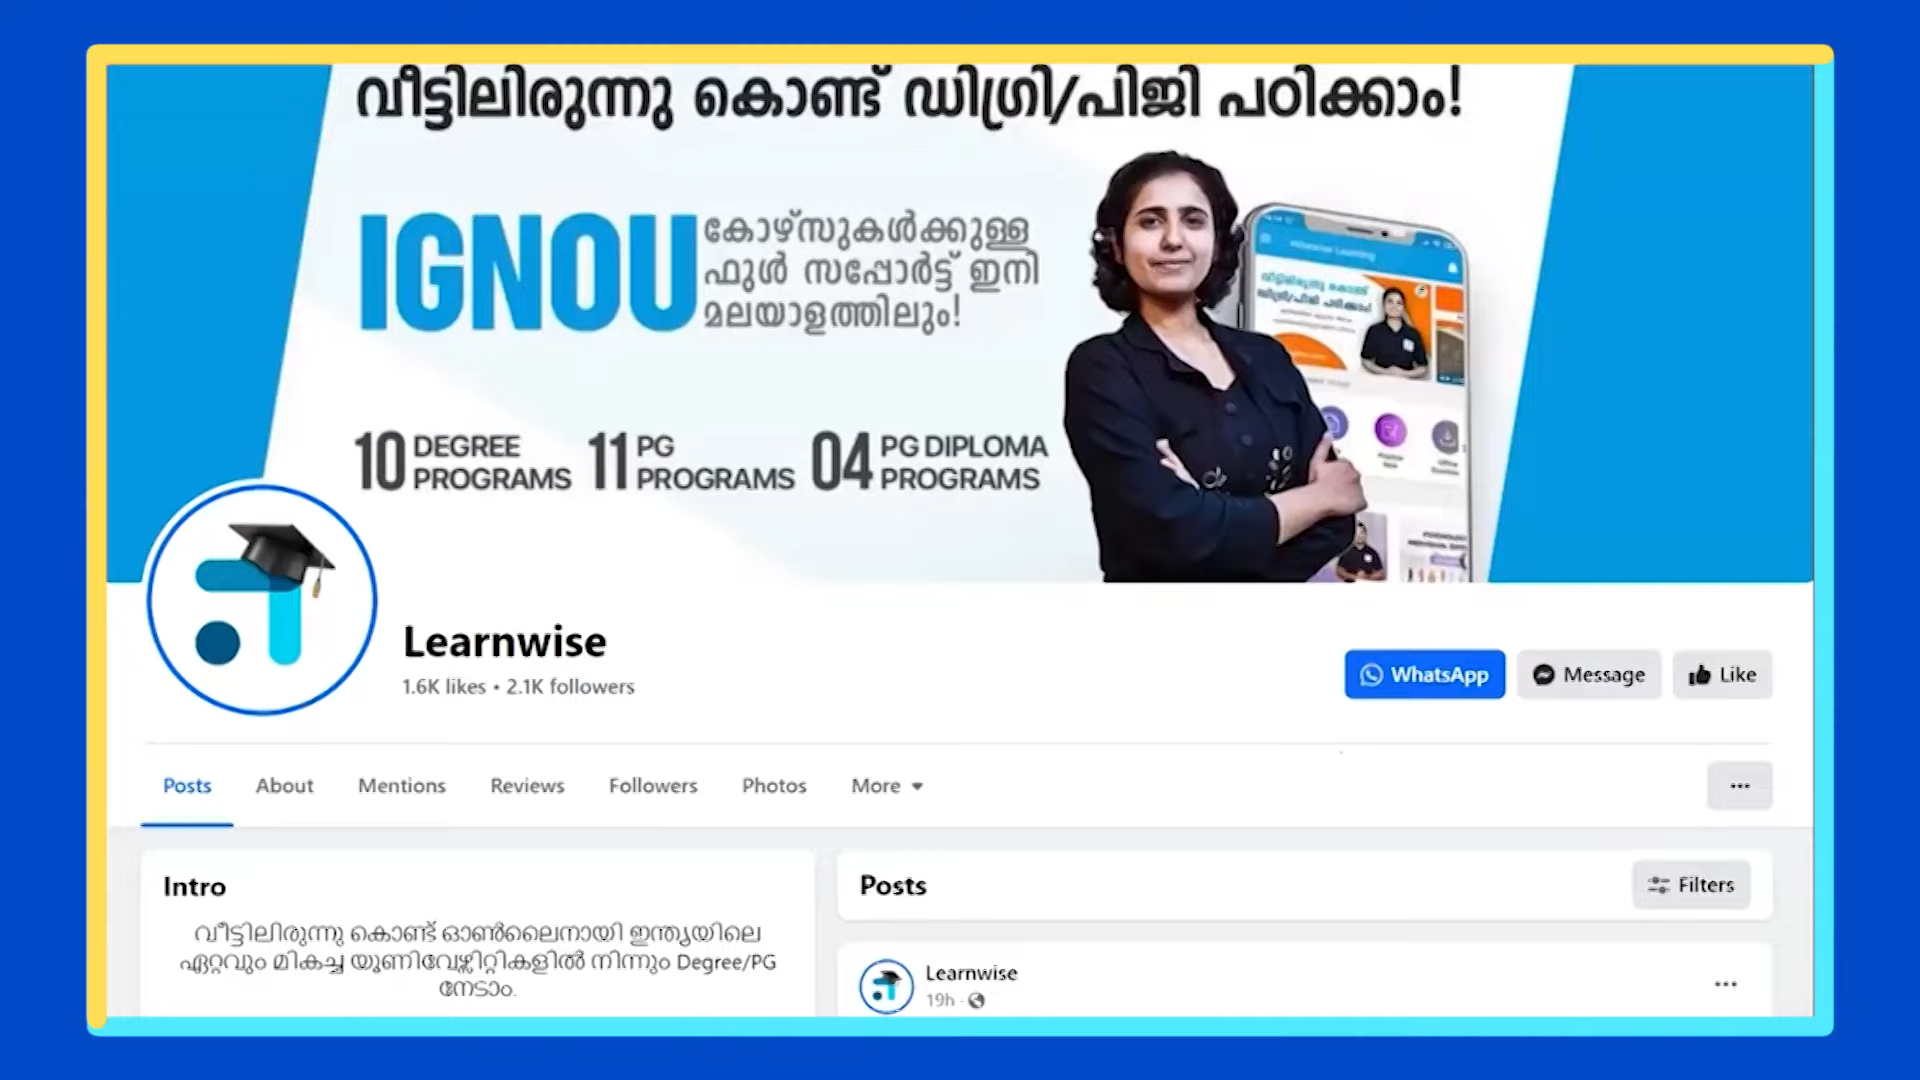 വീട്ടിലിരുന്നു കൊണ്ട് ഡിഗ്രി/പിജി പഠിക്കാം!
IGNOU
കോഴ്സുകൾക്കുള്ള
ഫുൾ സപ്പോർട്ട് ഇനി
മലയാളത്തിലും!
വീട്ടിലിരുന്നു കൊണ്ട്
ഡിഗ്രി/പിജി പഠിക്കാം!
10 DEGREE PROGRAMS
11 PG PROGRAMS
04 PG DIPLOMA PROGRAMS
Learnwise
1.6K likes • 2.1K followers
WhatsApp
Message
Like
Posts About Mentions Reviews Followers Photos More
Intro
വീട്ടിലിരുന്നു കൊണ്ട് ഓൺലൈനായി ഇന്ത്യയിലെ
ഏറ്റവും മികച്ച യൂണിവേഴ്സിറ്റികളിൽ നിന്നും Degree/PG
നേടാം.
Posts
Filters
Learnwise
19h